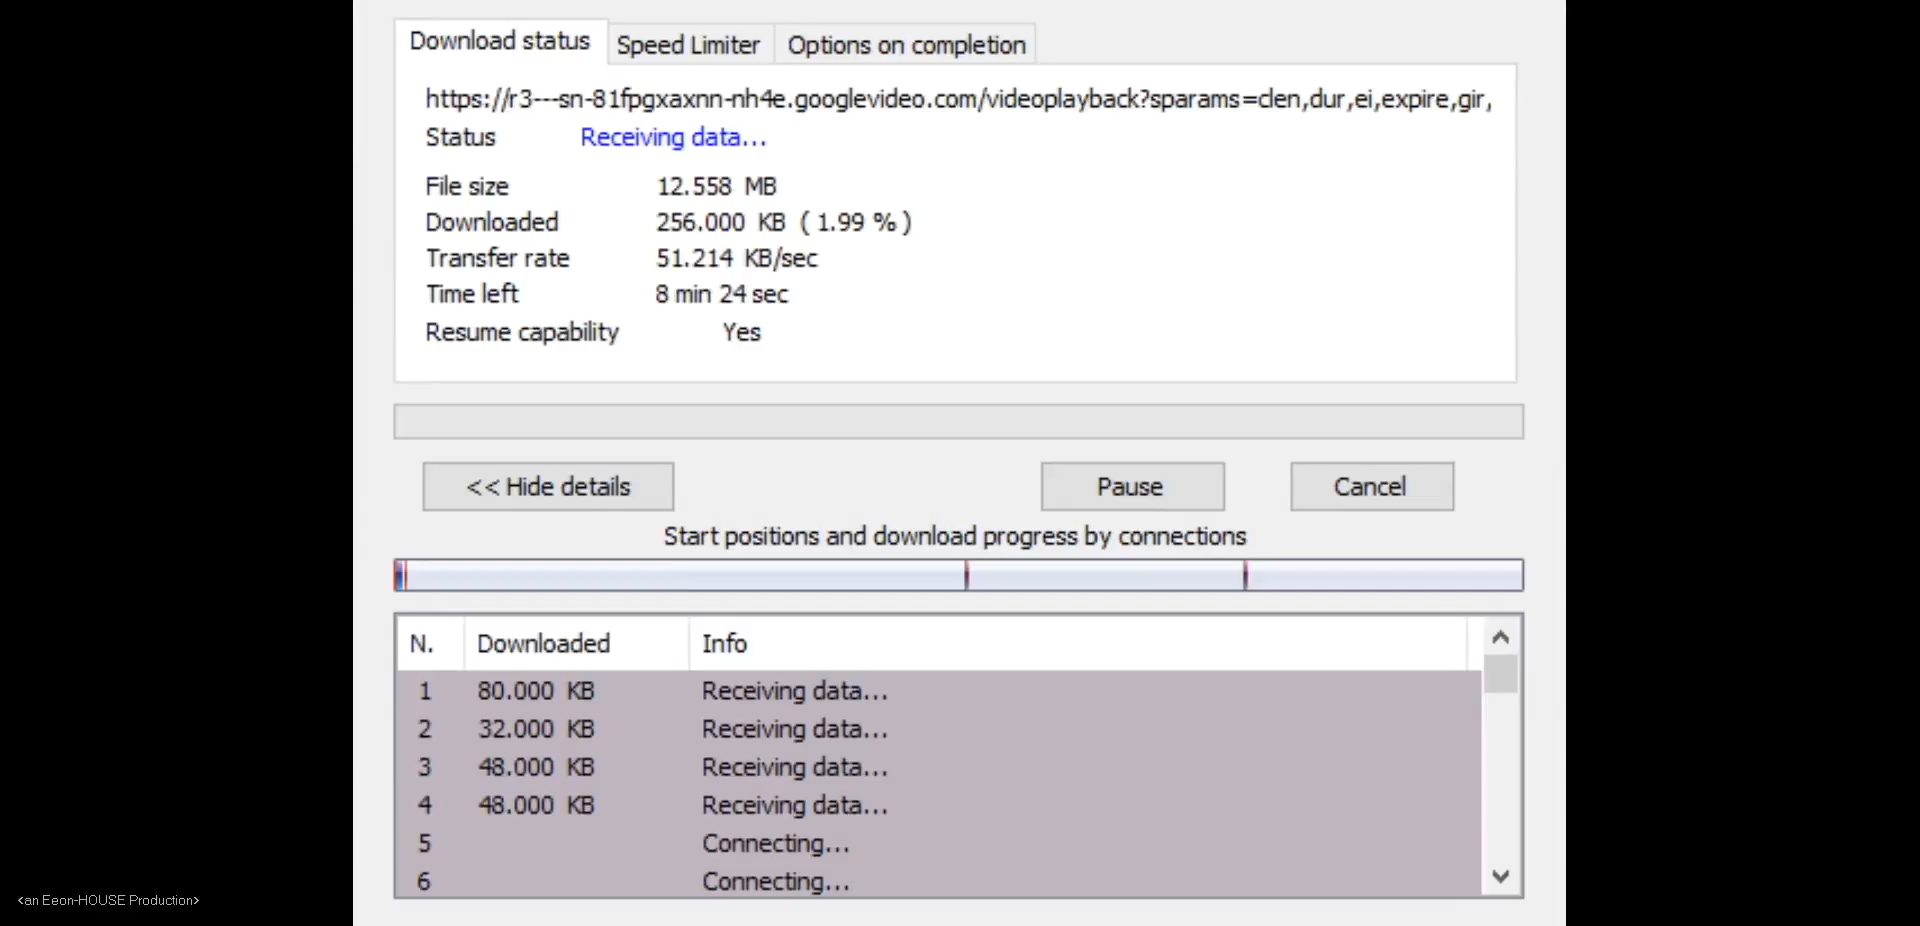 Download status Speed Limiter Options on completion
https://r3---sn-81fpgxaxnn-nh4e.googlevideo.com/videoplayback?sparams=clen,dur,ei,expire,gir,
Status Receiving data...
File size 12.558 MB
Downloaded 256.000 KB ( 1.99 % )
Transfer rate 51.214 KB/sec
Time left 8 min 24 sec
Resume capability Yes
<< Hide details Pause Cancel
Start positions and download progress by connections
N. Downloaded Info
1 80.000 KB Receiving data...
2 32.000 KB Receiving data...
3 48.000 KB Receiving data...
4 48.000 KB Receiving data...
5 Connecting...
6 Connecting...
<an Eeon-HOUSE Production>